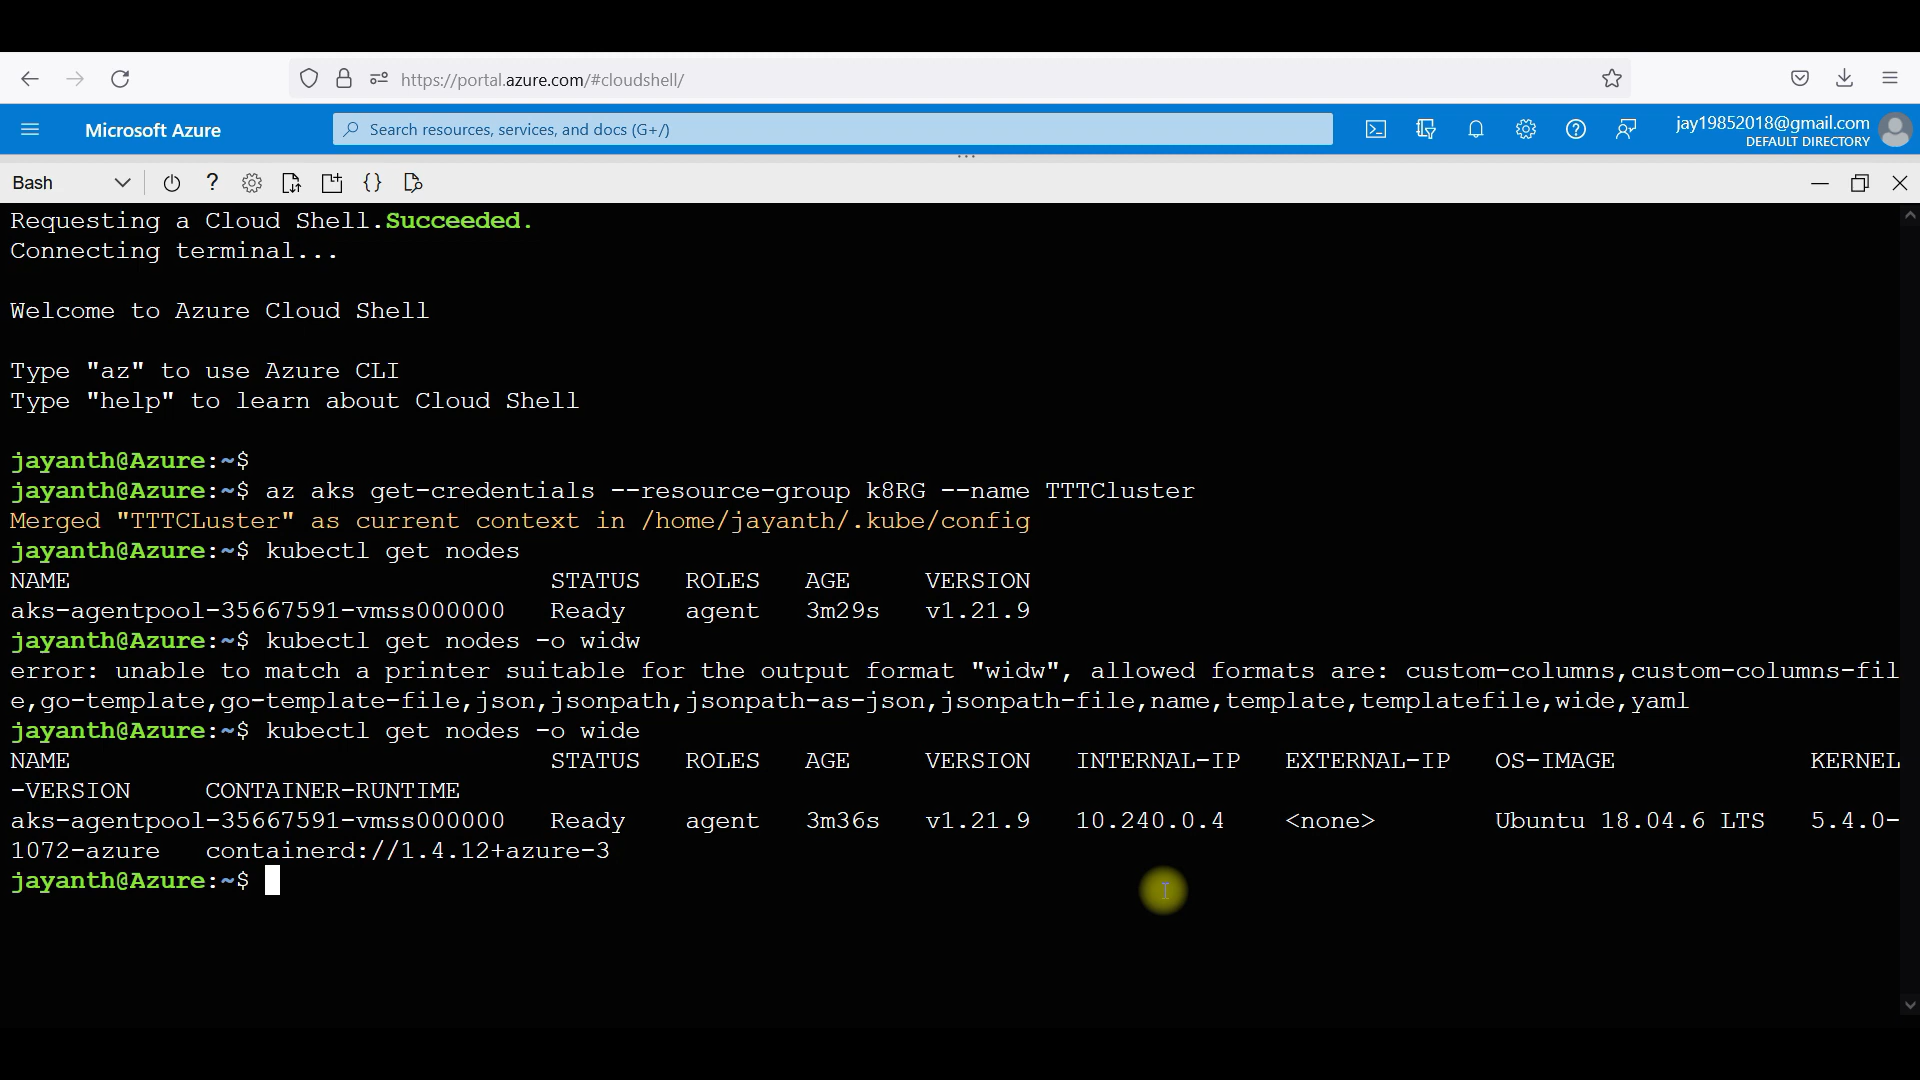 https://portal.azure.com/#cloudshell/
Microsoft Azure
Search resources, services, and docs (G+/)
jay19852018@gmail.com
DEFAULT DIRECTORY
Bash
Requesting a Cloud Shell.Succeeded.
Connecting terminal...
Welcome to Azure Cloud Shell
Type "az" to use Azure CLI
Type "help" to learn about Cloud Shell
jayanth@Azure:~$
jayanth@Azure:~$ az aks get-credentials --resource-group k8RG --name TTTCluster
Merged "TTTCLuster" as current context in /home/jayanth/.kube/config
jayanth@Azure:~$ kubectl get nodes
NAME STATUS ROLES AGE VERSION
aks-agentpool-35667591-vmss000000 Ready agent 3m29s v1.21.9
jayanth@Azure:~$ kubectl get nodes -o widw
error: unable to match a printer suitable for the output format "widw", allowed formats are: custom-columns,custom-columns-fil
e,go-template,go-template-file,json,jsonpath,jsonpath-as-json,jsonpath-file,name,template,templatefile,wide,yaml
jayanth@Azure:~$ kubectl get nodes -o wide
NAME STATUS ROLES AGE VERSION INTERNAL-IP EXTERNAL-IP OS-IMAGE KERNEL
-VERSION CONTAINER-RUNTIME
aks-agentpool-35667591-vmss000000 Ready agent 3m36s v1.21.9 10.240.0.4 <none> Ubuntu 18.04.6 LTS 5.4.0-
1072-azure containerd://1.4.12+azure-3
jayanth@Azure:~$